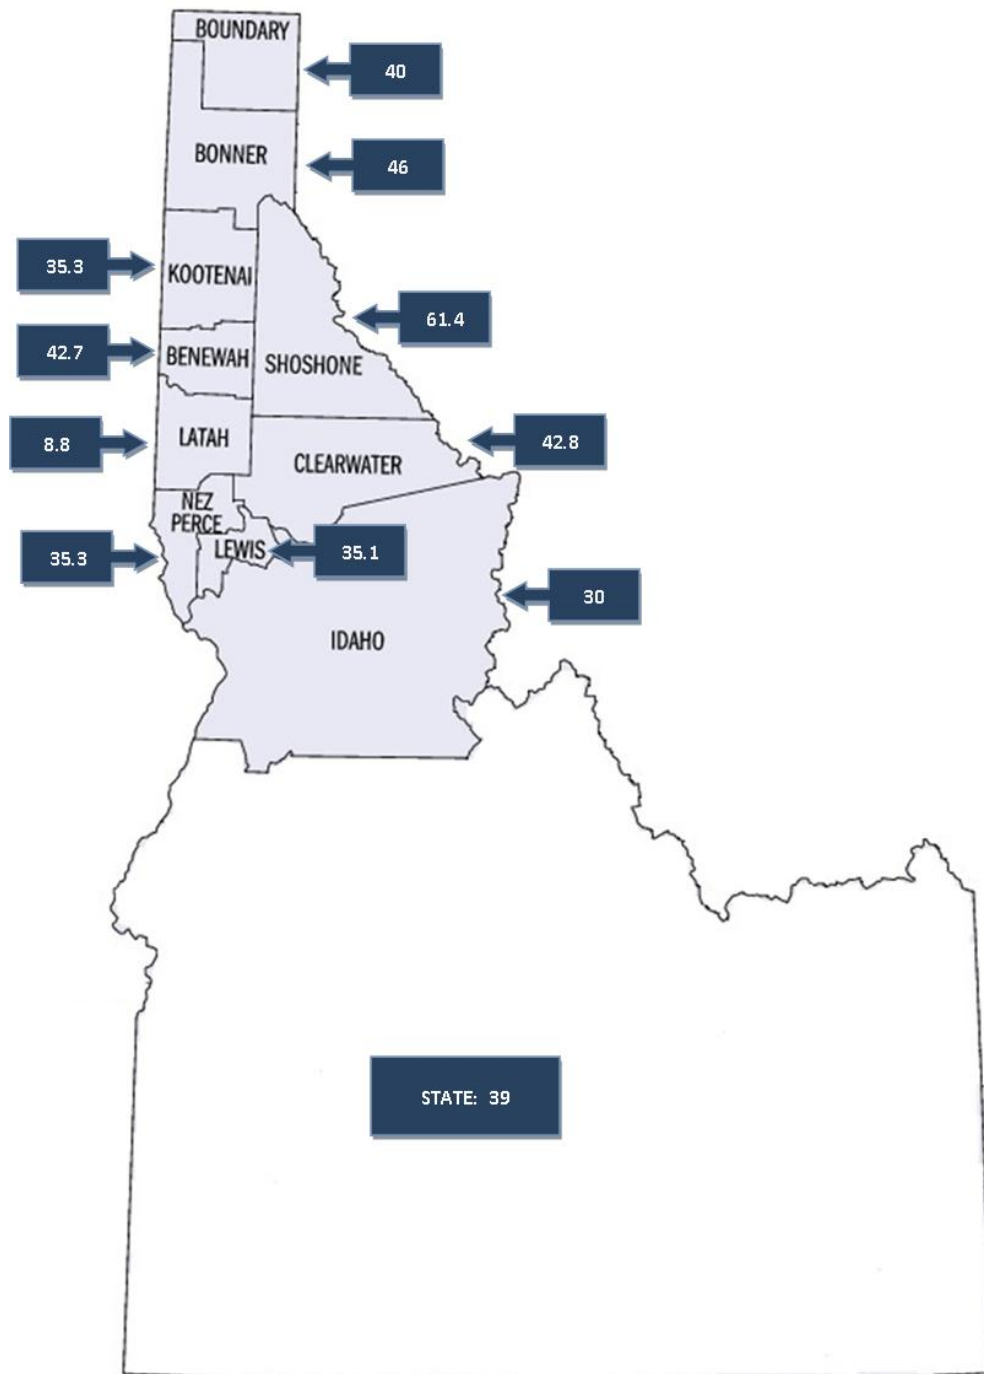 BOUNDARY
40
BONNER
46
35.3
KOOTENAI
61.4
42.7
BENEWAH
SHOSHONE
8.8
LATAH
42.8
CLEARWATER
NEZ
PERCE
35.3
LEWIS
35.1
30
IDAHO
STATE: 39